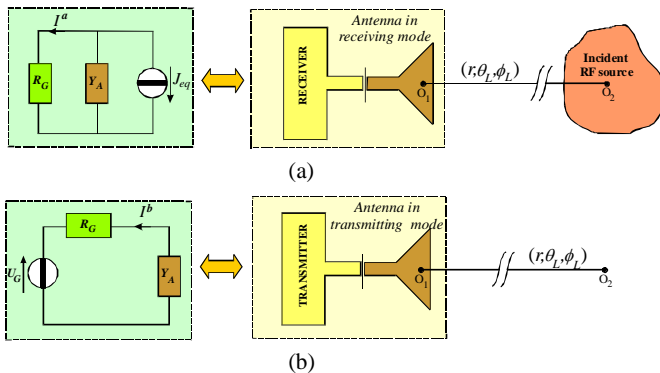 I^a
R_G
Y_A
J_eq
RECEIVER
Antenna in
receiving mode
O_1
(r,θ_L,ϕ_L)
Incident
RF source
O_2
(a)
I^b
R_G
U_G
Y_A
TRANSMITTER
Antenna in
transmitting mode
O_1
(r,θ_L,ϕ_L)
O_2
(b)